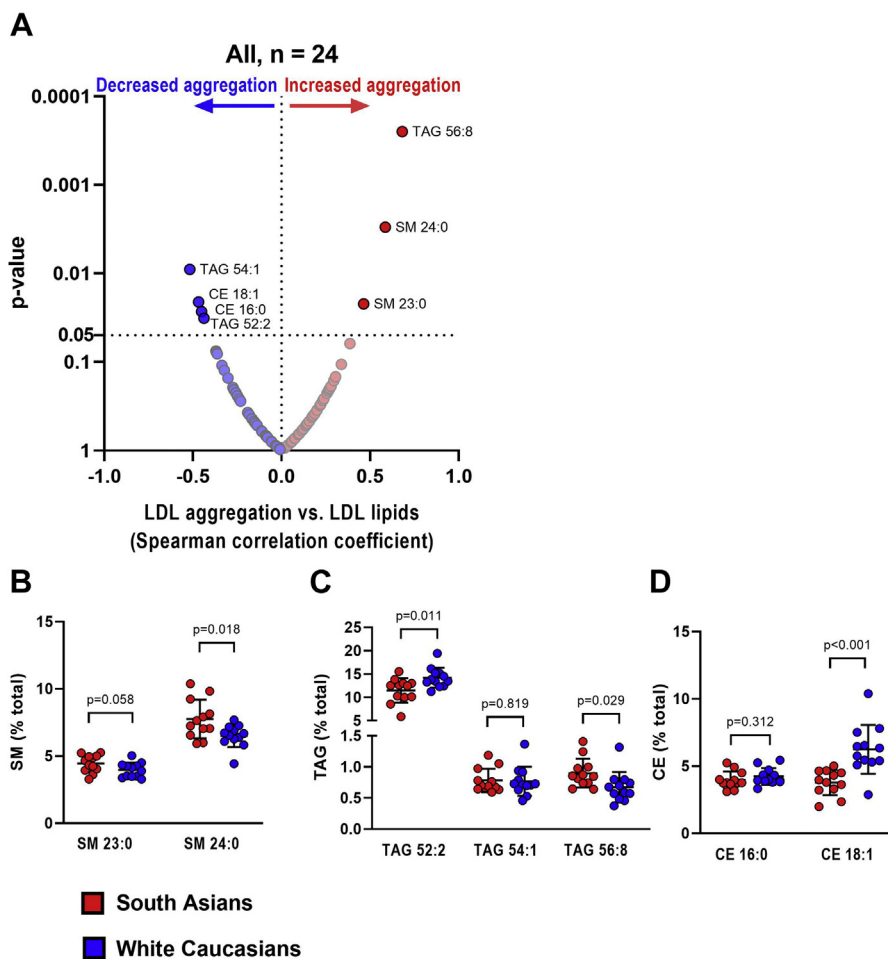 A
All, n = 24
Decreased aggregation
Increased aggregation
0.0001
0.001
0.01
0.05
0.1
1
p-value
TAG 56:8
SM 24:0
SM 23:0
TAG 54:1
CE 18:1
CE 16:0
TAG 52:2
-1.0
-0.5
0.0
0.5
1.0
LDL aggregation vs. LDL lipids
(Spearman correlation coefficient)
B
SM (% total)
15
10
5
0
p=0.058
p=0.018
SM 23:0
SM 24:0
C
TAG (% total)
25
20
15
10
5
1.5
1.0
0.5
0.0
p=0.011
p=0.819
p=0.029
TAG 52:2
TAG 54:1
TAG 56:8
D
CE (% total)
15
10
5
0
p=0.312
p<0.001
CE 16:0
CE 18:1
South Asians
White Caucasians